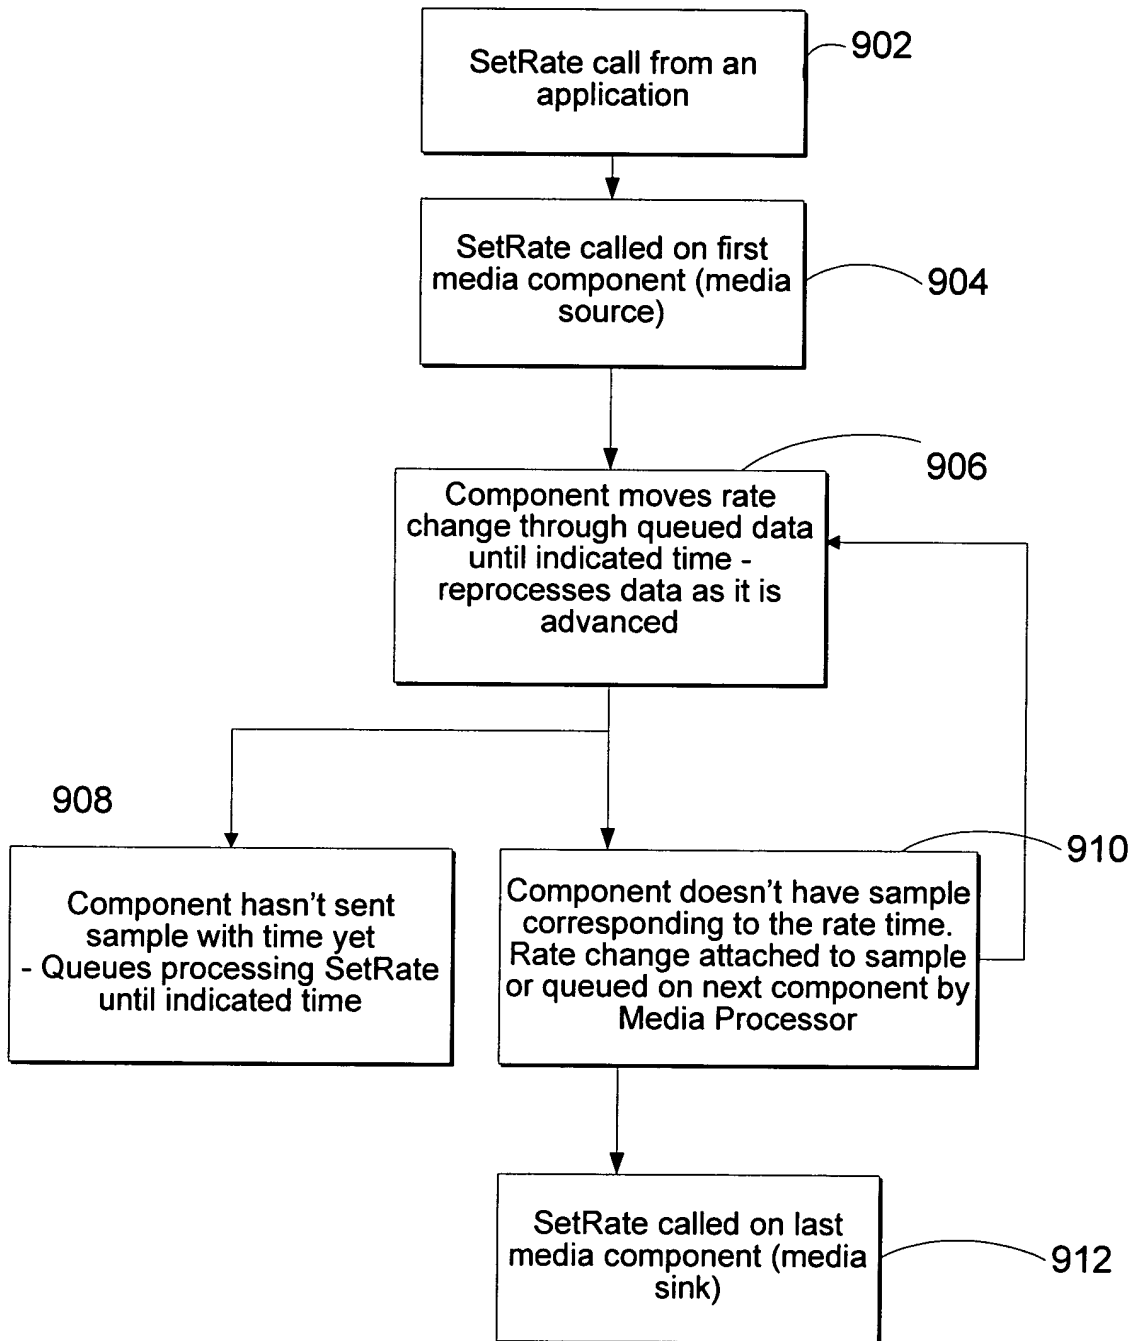 SetRate call from an
application
902
SetRate called on first
media component (media
source)
904
906
Component moves rate
change through queued data
until indicated time -
reprocesses data as it is
advanced
908
Component hasn't sent
sample with time yet
- Queues processing SetRate
until indicated time
910
Component doesn't have sample
corresponding to the rate time.
Rate change attached to sample
or queued on next component by
Media Processor
SetRate called on last
media component (media
sink)
912